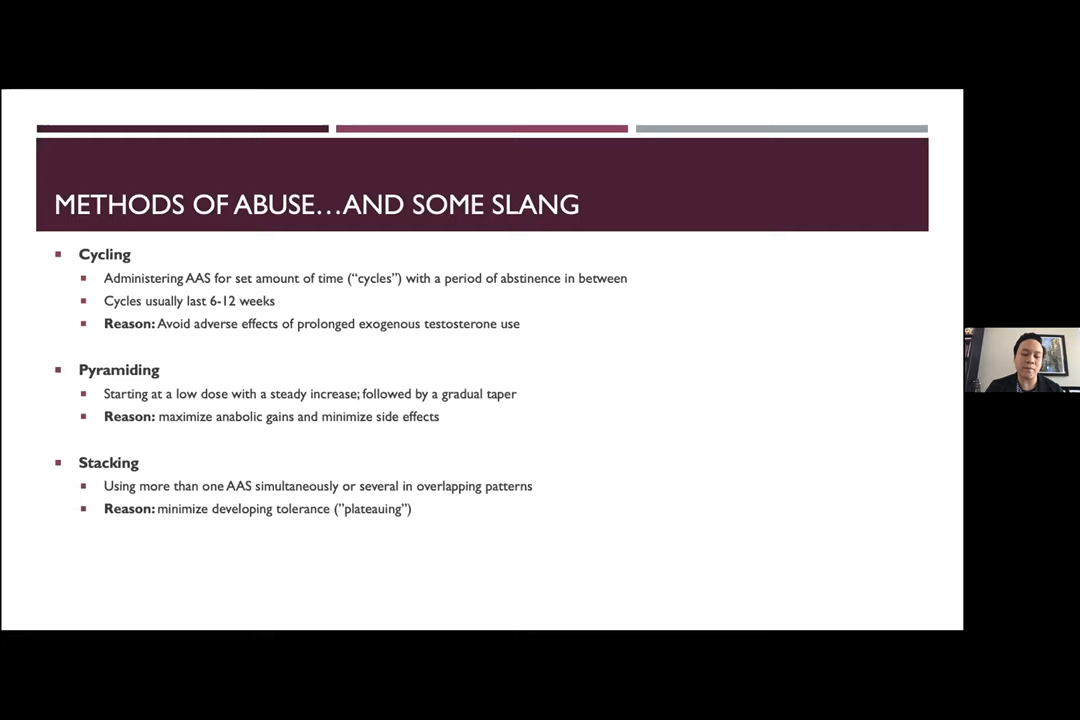 METHODS OF ABUSE…AND SOME SLANG
Cycling
Administering AAS for set amount of time (“cycles”) with a period of abstinence in between
Cycles usually last 6-12 weeks
Reason: Avoid adverse effects of prolonged exogenous testosterone use
Pyramiding
Starting at a low dose with a steady increase; followed by a gradual taper
Reason: maximize anabolic gains and minimize side effects
Stacking
Using more than one AAS simultaneously or several in overlapping patterns
Reason: minimize developing tolerance (”plateauing”)